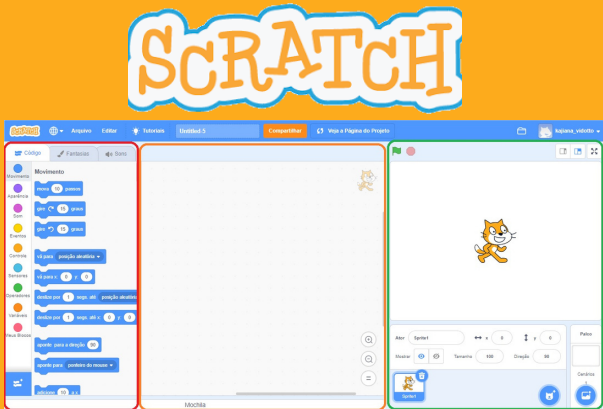 SCRATCH
SCRATCH Arquivo Editar Tutoriais Untitled-5 Compartilhar Veja a Página do Projeto kajiana_vidotto
Código Fantasias Sons
Movimento
Movimento
mova 10 passos
Aparência
gire 15 graus
Som
gire 15 graus
Eventos
Controle
vá para posição aleatória
Sensores
vá para x: 0 y: 0
Operadores
deslize por 1 segs. até posição aleatória
Variáveis
deslize por 1 segs. até x: 0 y: 0
Meus Blocos
aponte para a direção 90
aponte para ponteiro do mouse
adicione 10 a x
Mochila
Ator Sprite1 x 0 y 0
Mostrar Tamanho 100 Direção 90
Sprite1
Palco
Cenários